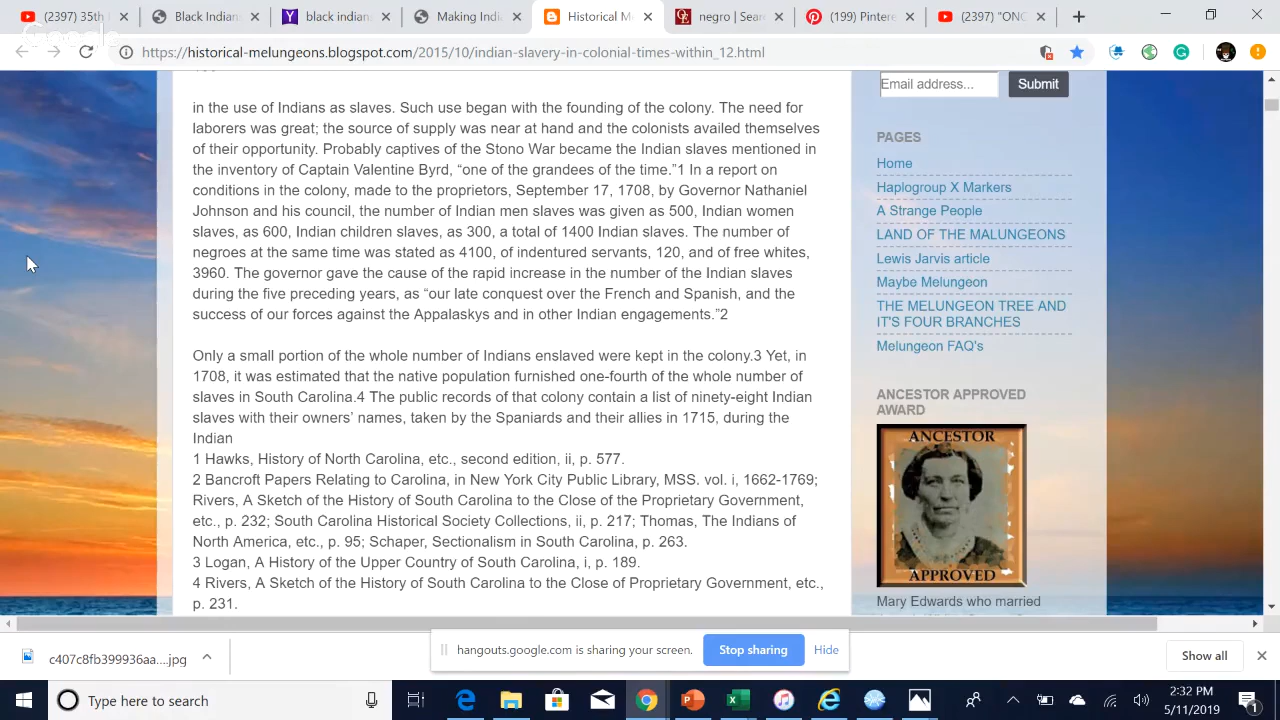 (2397) 35th
Black Indian
black indian
Making Indi
Historical M
negro Sear
(199) Pintere
(2397) "ONC
https://historical-melungeons.blogspot.com/2015/10/indian-slavery-in-colonial-times-within_12.html
in the use of Indians as slaves. Such use began with the founding of the colony. The need for
laborers was great; the source of supply was near at hand and the colonists availed themselves
of their opportunity. Probably captives of the Stono War became the Indian slaves mentioned in
the inventory of Captain Valentine Byrd, “one of the grandees of the time.”1 In a report on
conditions in the colony, made to the proprietors, September 17, 1708, by Governor Nathaniel
Johnson and his council, the number of Indian men slaves was given as 500, Indian women
slaves, as 600, Indian children slaves, as 300, a total of 1400 Indian slaves. The number of
negroes at the same time was stated as 4100, of indentured servants, 120, and of free whites,
3960. The governor gave the cause of the rapid increase in the number of the Indian slaves
during the five preceding years, as “our late conquest over the French and Spanish, and the
success of our forces against the Appalaskys and in other Indian engagements.”2
Only a small portion of the whole number of Indians enslaved were kept in the colony.3 Yet, in
1708, it was estimated that the native population furnished one-fourth of the whole number of
slaves in South Carolina.4 The public records of that colony contain a list of ninety-eight Indian
slaves with their owners’ names, taken by the Spaniards and their allies in 1715, during the
Indian
1 Hawks, History of North Carolina, etc., second edition, ii, p. 577.
2 Bancroft Papers Relating to Carolina, in New York City Public Library, MSS. vol. i, 1662-1769;
Rivers, A Sketch of the History of South Carolina to the Close of the Proprietary Government,
etc., p. 232; South Carolina Historical Society Collections, ii, p. 217; Thomas, The Indians of
North America, etc., p. 95; Schaper, Sectionalism in South Carolina, p. 263.
3 Logan, A History of the Upper Country of South Carolina, i, p. 189.
4 Rivers, A Sketch of the History of South Carolina to the Close of Proprietary Government, etc.,
p. 231.
Email address...
Submit
PAGES
Home
Haplogroup X Markers
A Strange People
LAND OF THE MALUNGEONS
Lewis Jarvis article
Maybe Melungeon
THE MELUNGEON TREE AND
IT'S FOUR BRANCHES
Melungeon FAQ's
ANCESTOR APPROVED
AWARD
ANCESTOR
APPROVED
Mary Edwards who married
c407c8fb399936aa....jpg
hangouts.google.com is sharing your screen.
Stop sharing
Hide
Show all
Type here to search
2:32 PM
5/11/2019